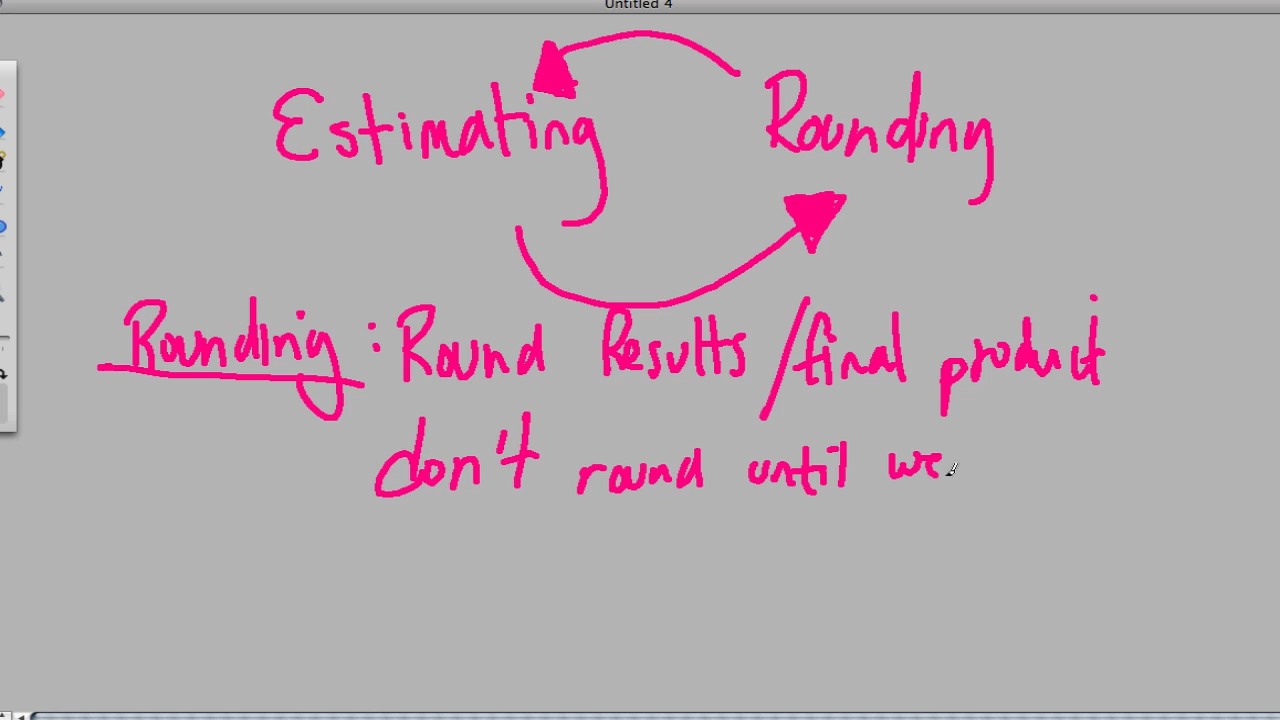 Untitled 4
Estimating Rounding
Rounding: Round Results/final product
don't round until we